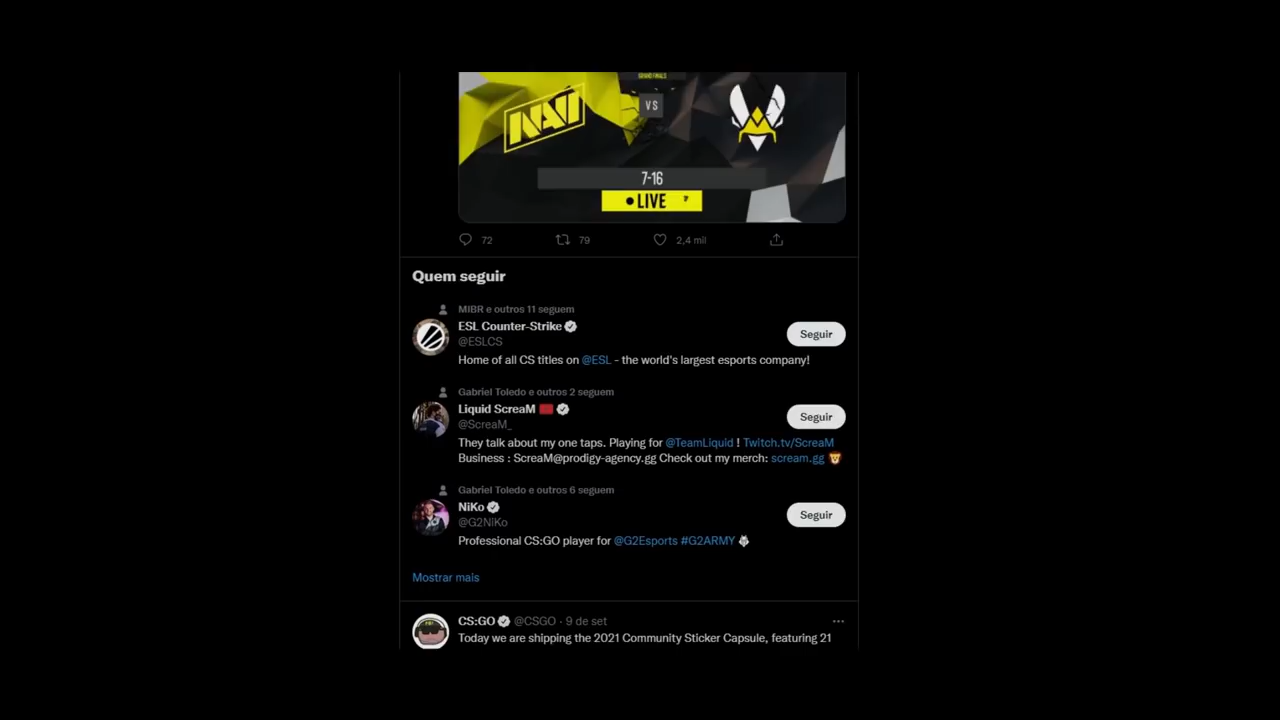 GRAND FINALS
NAVI
VS
7-16
LIVE
72
79
2,4 mil
Quem seguir
MIBR e outros 11 seguem
ESL Counter-Strike
@ESLCS
Seguir
Home of all CS titles on @ESL - the world's largest esports company!
Gabriel Toledo e outros 2 seguem
Liquid ScreaM
@ScreaM_
Seguir
They talk about my one taps. Playing for @TeamLiquid ! Twitch.tv/ScreaM
Business : ScreaM@prodigy-agency.gg Check out my merch: scream.gg
Gabriel Toledo e outros 6 seguem
NiKo
@G2NiKo
Seguir
Professional CS:GO player for @G2Esports #G2ARMY
Mostrar mais
CS:GO @CSGO · 9 de set
Today we are shipping the 2021 Community Sticker Capsule, featuring 21